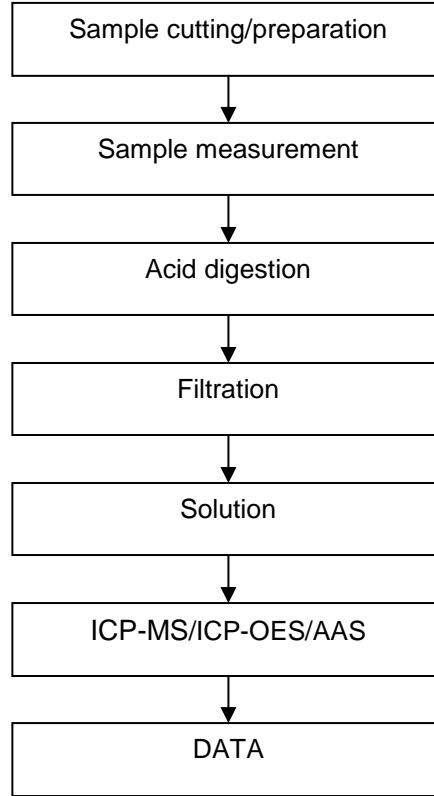 Sample cutting/preparation
Sample measurement
Acid digestion
Filtration
Solution
ICP-MS/ICP-OES/AAS
DATA